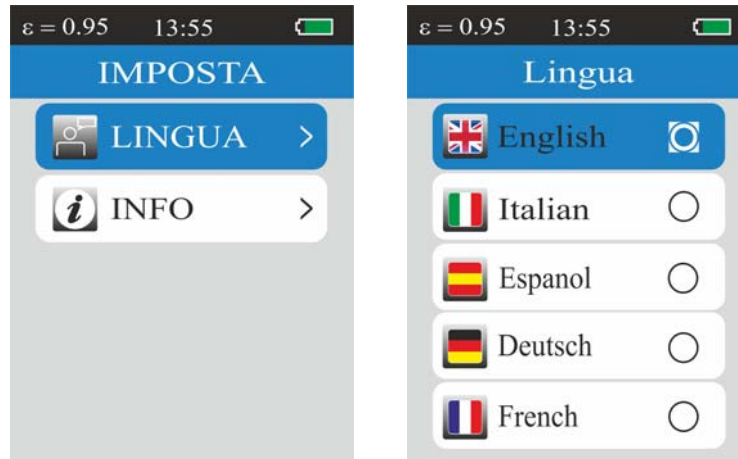 ε = 0.95 13:55
IMPOSTA
LINGUA >
i INFO >
ε = 0.95 13:55
Lingua
English
Italian
Espanol
Deutsch
French